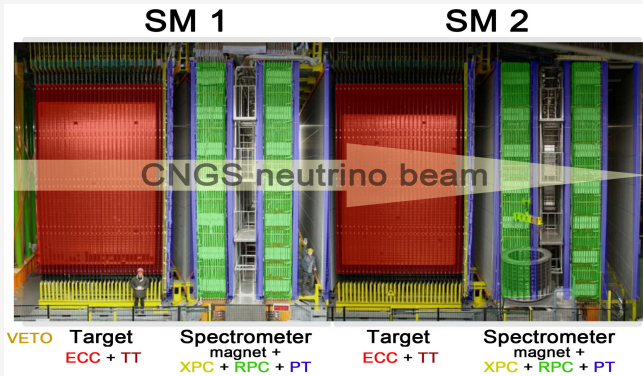 SM 1
SM 2
CNGS neutrino beam
VETO
Target
ECC + TT
Spectrometer
magnet +
XPC + RPC + PT
Target
ECC + TT
Spectrometer
magnet +
XPC + RPC + PT